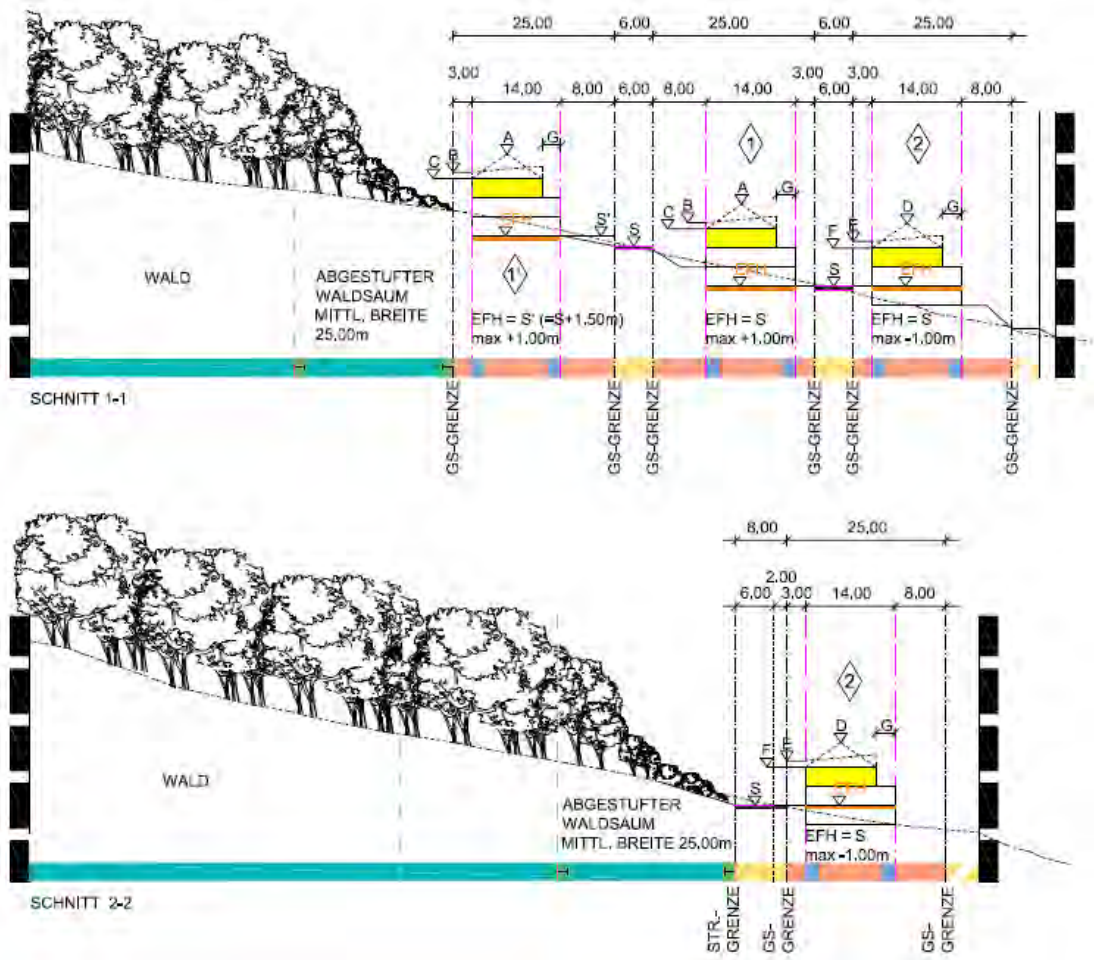 25.00 6.00 25.00 6.00 25.00
3,00 3.00 3.00
14,00 8,00 6,00 8,00 14,00 6,00 14.00 8,00
1 2
A G
C B
A G
C B
D G
F E
EFH S' S
EFH S EFH
WALD
ABGESTUFTER
WALDSAUM
MITTL. BREITE
25.00m
1'
EFH = S' (=S+1.50m)
max +1.00m
EFH = S
max +1.00m
EFH = S
max -1.00m
SCHNITT 1-1
GS-GRENZE
GS-GRENZE
GS-GRENZE
GS-GRENZE
GS-GRENZE
GS-GRENZE
8,00 25.00
2.00
6.00 3.00 14.00 8,00
2
D G
S
WALD
ABGESTUFTER
WALDSAUM
MITTL. BREITE 25.00m
EFH = S
max -1.00m
SCHNITT 2-2
STR.-
GRENZE
GS-
GRENZE
GS-
GRENZE